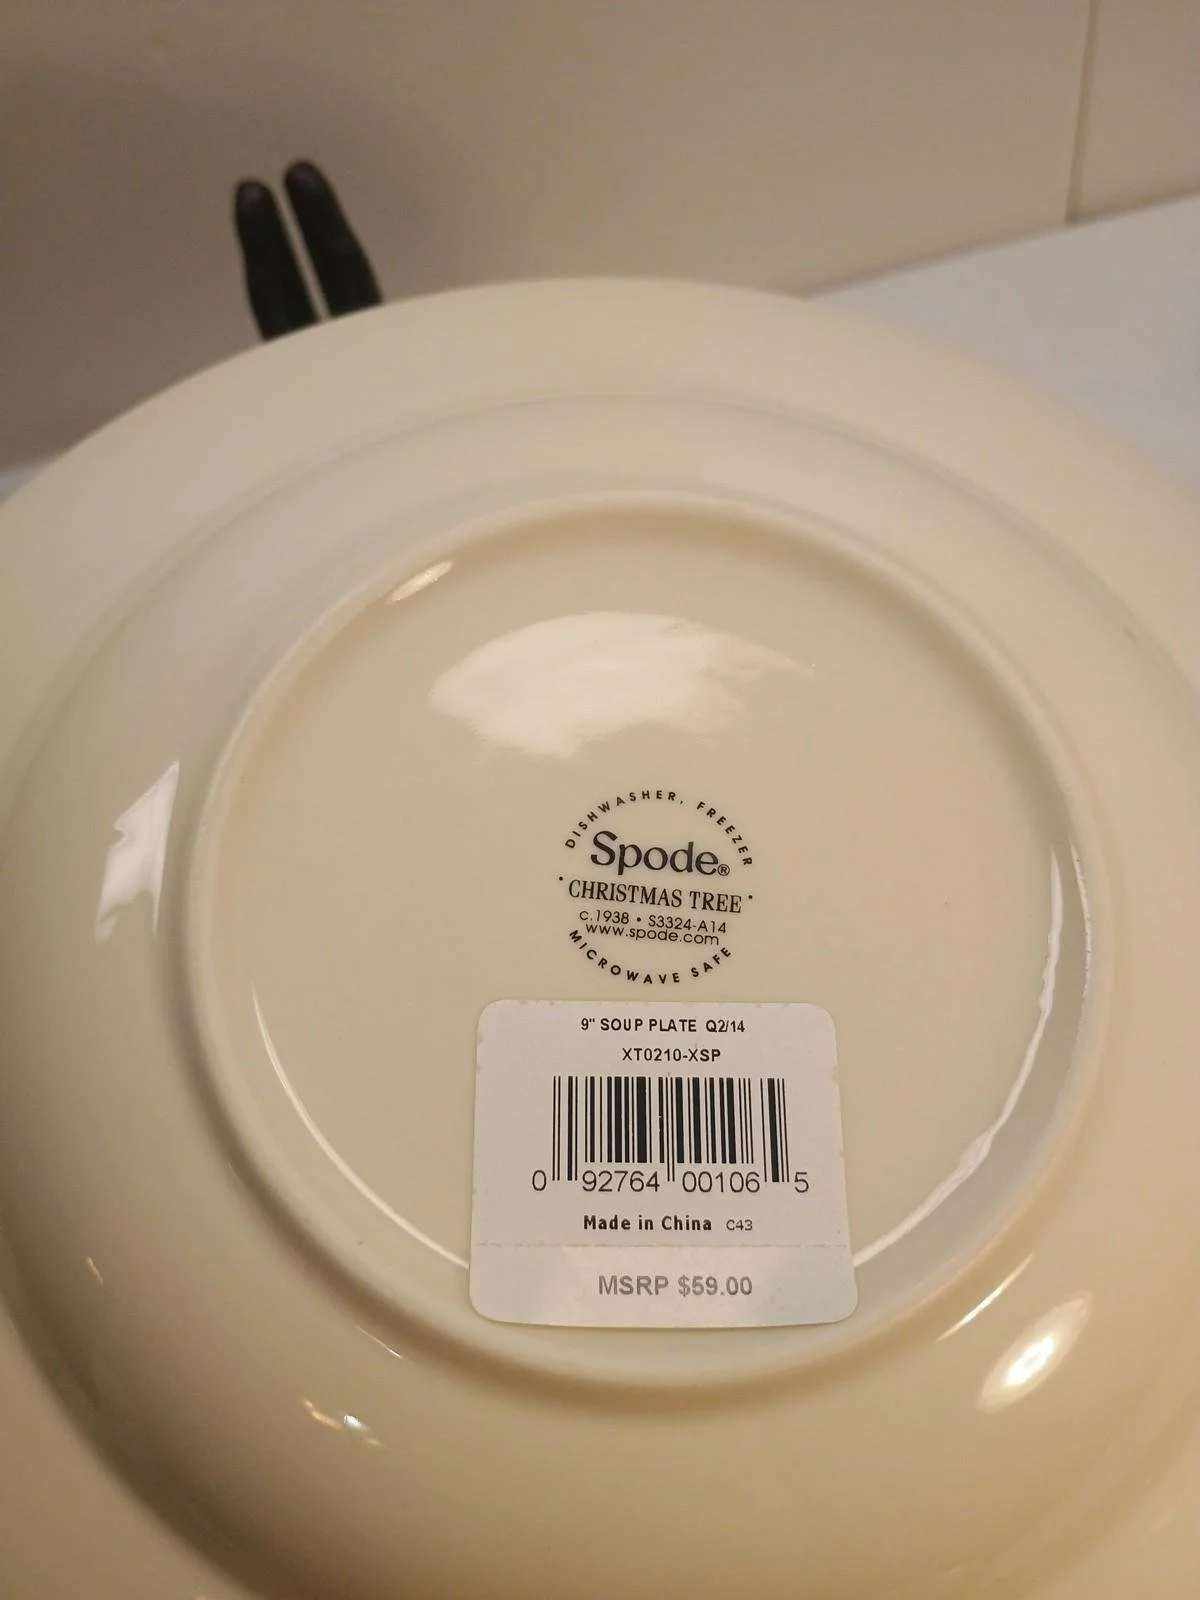 DISHWASHER, FREEZER
Spode®
· CHRISTMAS TREE ·
c.1938 • S3324-A14
www.spode.com
MICROWAVE SAFE
9" SOUP PLATE Q2/14
XT0210-XSP
0 92764 00106 5
Made in China C43
MSRP $59.00